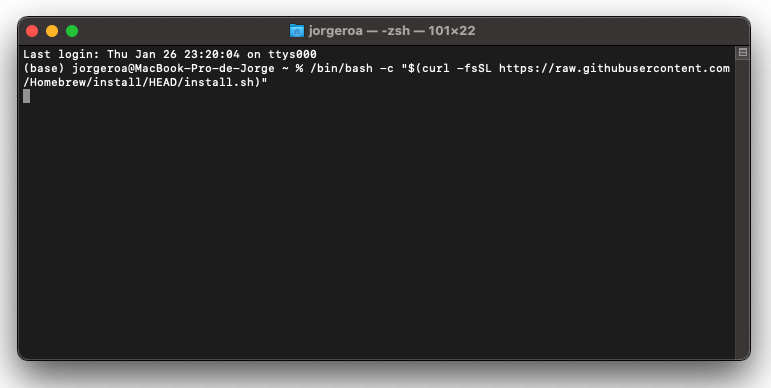 jorgeroa — -zsh — 101×22
Last login: Thu Jan 26 23:20:04 on ttys000
(base) jorgeroa@MacBook-Pro-de-Jorge ~ % /bin/bash -c "$(curl -fsSL https://raw.githubusercontent.com
/Homebrew/install/HEAD/install.sh)"